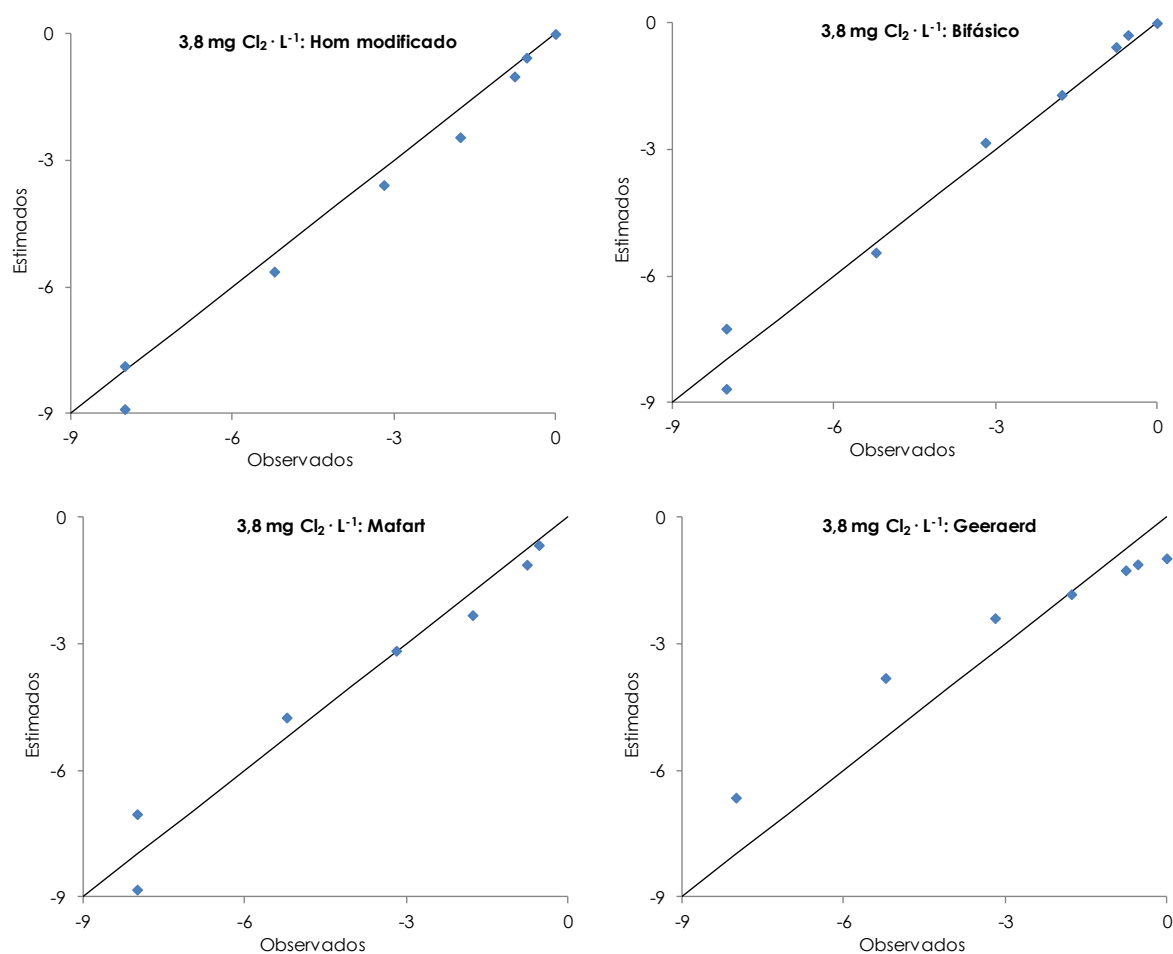 3,8 mg Cl₂ · L⁻¹: Hom modificado
0
-3
-6
-9
Estimados
-9 -6 -3 0
Observados
3,8 mg Cl₂ · L⁻¹: Bifásico
0
-3
-6
-9
Estimados
-9 -6 -3 0
Observados
3,8 mg Cl₂ · L⁻¹: Mafart
0
-3
-6
-9
Estimados
-9 -6 -3 0
Observados
3,8 mg Cl₂ · L⁻¹: Geeraerd
0
-3
-6
-9
Estimados
-9 -6 -3 0
Observados